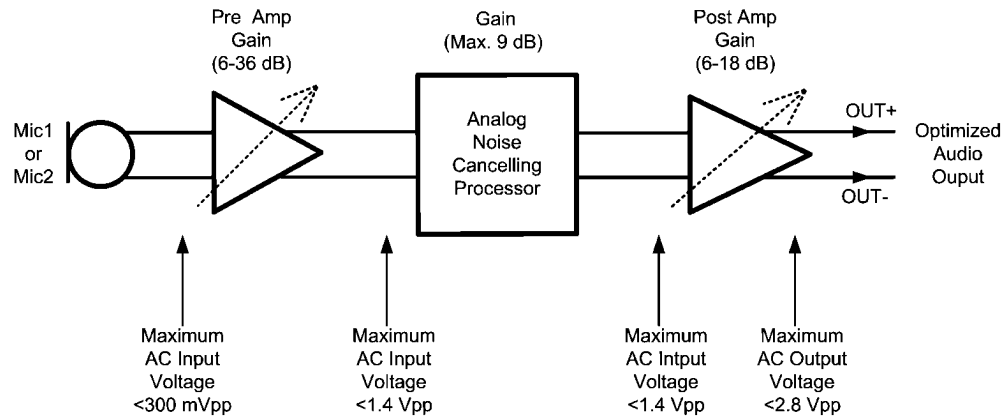 Pre Amp
Gain
(6-36 dB)
Gain
(Max. 9 dB)
Post Amp
Gain
(6-18 dB)
Mic1
or
Mic2
Analog
Noise
Cancelling
Processor
OUT+
OUT-
Optimized
Audio
Ouput
Maximum
AC Input
Voltage
<300 mVpp
Maximum
AC Input
Voltage
<1.4 Vpp
Maximum
AC Intput
Voltage
<1.4 Vpp
Maximum
AC Output
Voltage
<2.8 Vpp